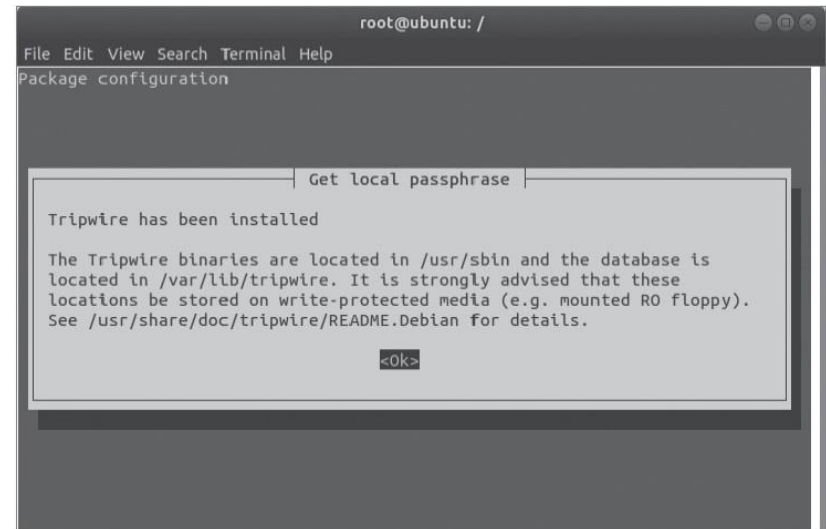 root@ubuntu: /
File Edit View Search Terminal Help
Package configuration
Get local passphrase
Tripwire has been installed
The Tripwire binaries are located in /usr/sbin and the database is
located in /var/lib/tripwire. It is strongly advised that these
locations be stored on write-protected media (e.g. mounted RO floppy).
See /usr/share/doc/tripwire/README.Debian for details.
<Ok>